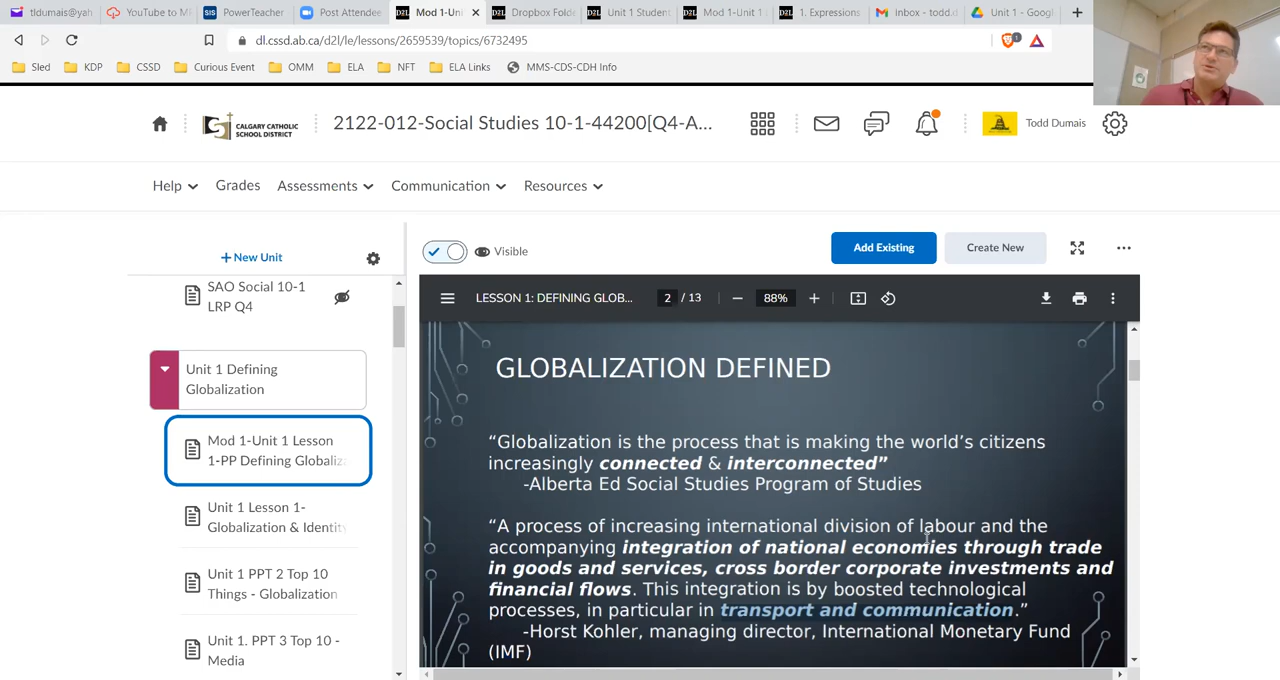 tldumais@yah
YouTube to MP
SIS PowerTeacher
Post Attendee
D2L Mod 1-Uni
D2L Dropbox Folde
D2L Unit 1 Student
D2L Mod 1-Unit 1
D2L 1. Expressions
Inbox - todd.d
Unit 1 - Googl
dl.cssd.ab.ca/d2l/le/lessons/2659539/topics/6732495
1
Sled
KDP
CSSD
Curious Event
OMM
ELA
NFT
ELA Links
MMS-CDS-CDH Info
CALGARY CATHOLIC
SCHOOL DISTRICT
2122-012-Social Studies 10-1-44200[Q4-A...
Todd Dumais
Help
Grades
Assessments
Communication
Resources
+ New Unit
Visible
Add Existing
Create New
SAO Social 10-1
LRP Q4
Unit 1 Defining
Globalization
Mod 1-Unit 1 Lesson
1-PP Defining Globaliza
Unit 1 Lesson 1-
Globalization & Identity
Unit 1 PPT 2 Top 10
Things - Globalization
Unit 1. PPT 3 Top 10 -
Media
LESSON 1: DEFINING GLOB...
2 / 13
88%
GLOBALIZATION DEFINED
“Globalization is the process that is making the world’s citizens
increasingly connected & interconnected”
-Alberta Ed Social Studies Program of Studies
“A process of increasing international division of labour and the
accompanying integration of national economies through trade
in goods and services, cross border corporate investments and
financial flows. This integration is by boosted technological
processes, in particular in transport and communication.”
-Horst Kohler, managing director, International Monetary Fund
(IMF)